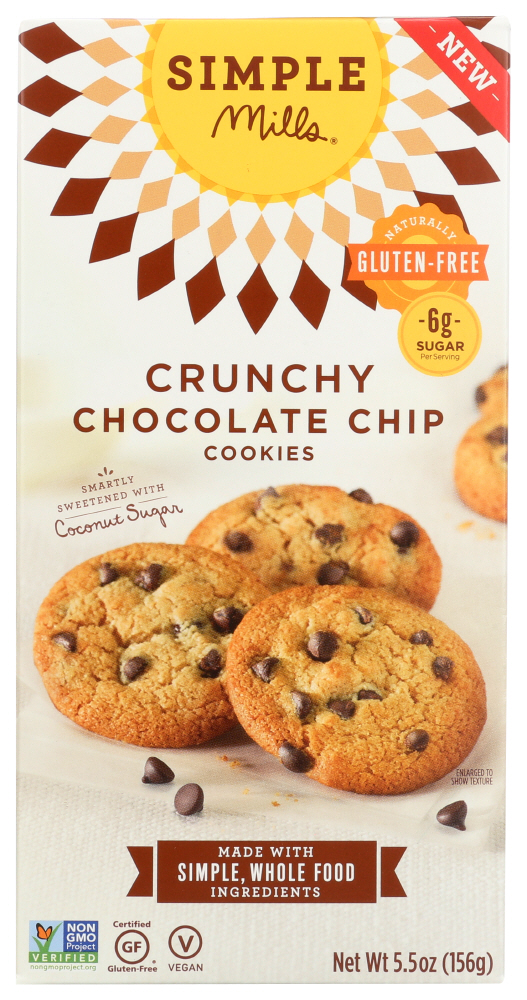 SIMPLE
Mills®
NEW
NATURALLY
GLUTEN-FREE
-6g-
SUGAR
Per Serving
CRUNCHY
CHOCOLATE CHIP
COOKIES
SMARTLY
SWEETENED WITH
Coconut Sugar
ENLARGED TO
SHOW TEXTURE
MADE WITH
SIMPLE, WHOLE FOOD
INGREDIENTS
NON
GMO
Project
VERIFIED
nongmoproject.org
Certified
GF
Gluten-Free
V
VEGAN
Net Wt 5.5oz (156g)